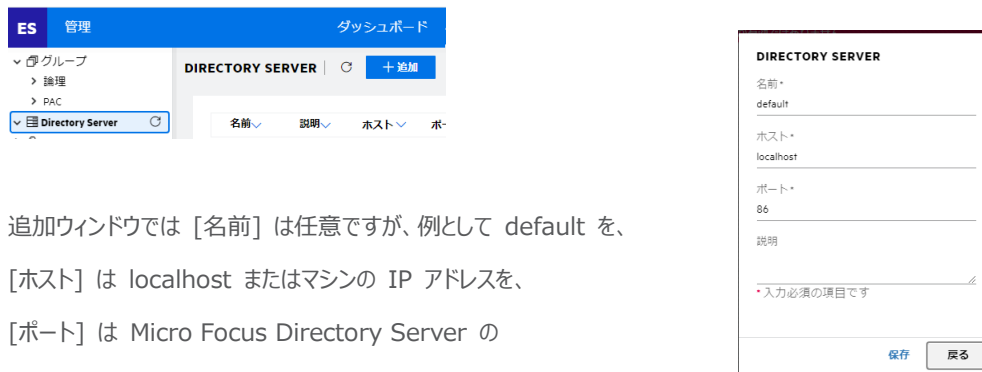 ES 管理 ダッシュボード
グループ
論理
PAC
Directory Server
DIRECTORY SERVER
＋追加
名前 説明 ホスト ポー
追加ウィンドウでは [名前] は任意ですが、例として default を、
[ホスト] は localhost またはマシンの IP アドレスを、
[ポート] は Micro Focus Directory Server の
DIRECTORY SERVER
名前*
default
ホスト*
localhost
ポート*
86
説明
*入力必須の項目です
保存 戻る